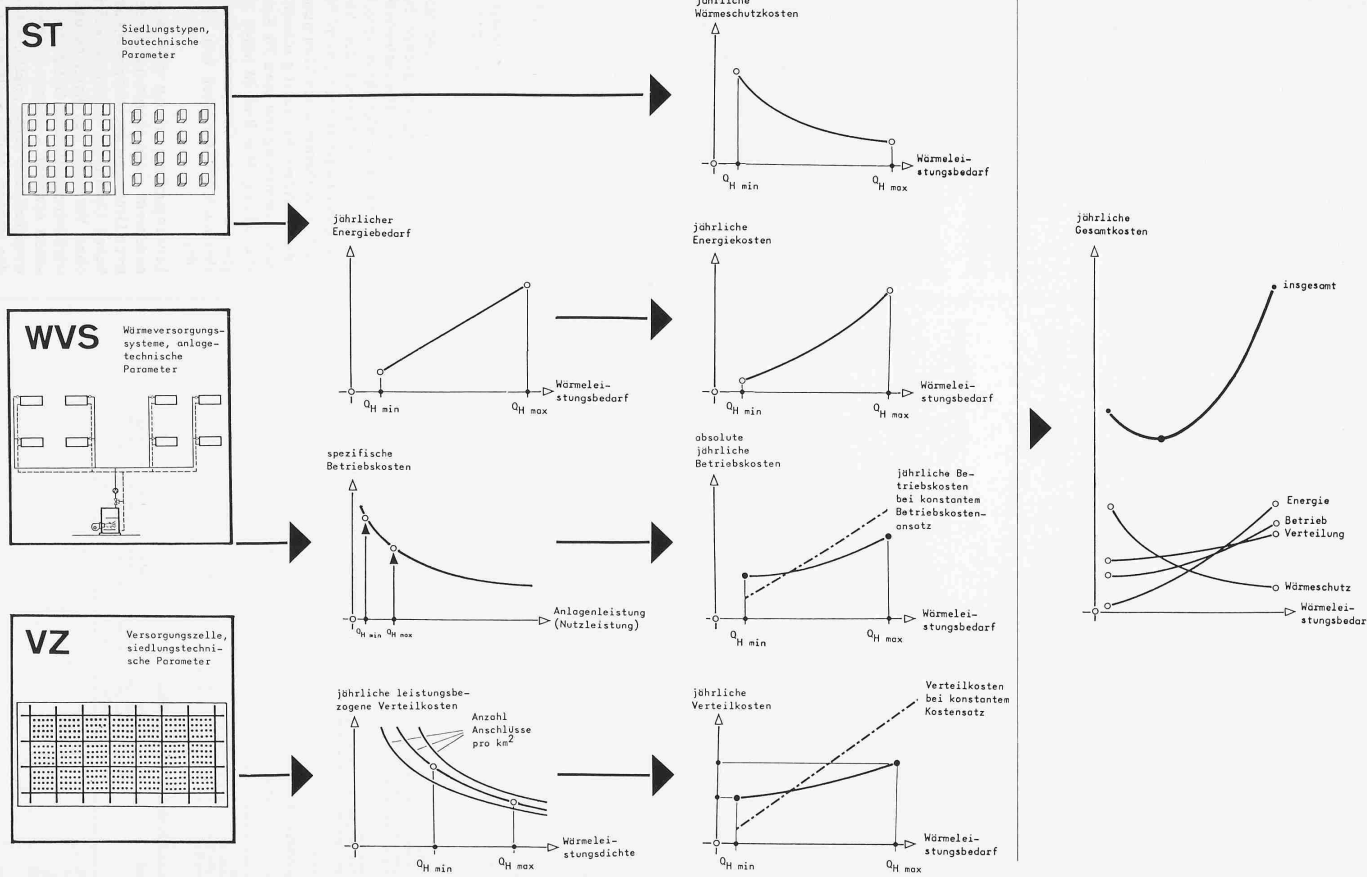 ST
Siedlungstypen,
bautechnische
Parameter
jährliche
Wärmeschutzkosten
Wärmelei-
stungsbedarf
Q H min
Q H max
jährlicher
Energiebedarf
Wärmelei-
stungsbedarf
Q H min
Q H max
jährliche
Energiekosten
Wärmelei-
stungsbedarf
Q H min
Q H max
WVS
Wärmeversorgungs-
systeme, anlage-
technische
Parameter
spezifische
Betriebskosten
Anlagenleistung
(Nutzleistung)
Q H min
Q H max
absolute
jährliche
Betriebskosten
jährliche Be-
triebskosten
bei konstantem
Betriebskosten-
ansatz
Wärmelei-
stungsbedarf
Q H min
Q H max
VZ
Versorgungszelle,
siedlungstechni-
sche Parameter
jährliche leistungsbe-
zogene Verteilkosten
Anzahl
Anschlüsse
pro km2
Wärmelei-
stungsdichte
Q H min
Q H max
jährliche
Verteilkosten
Verteilkosten
bei konstantem
Kostensatz
Wärmelei-
stungsbedarf
Q H min
Q H max
jährliche
Gesamtkosten
insgesamt
Energie
Betrieb
Verteilung
Wärmeschutz
Wärmelei-
stungsbedar